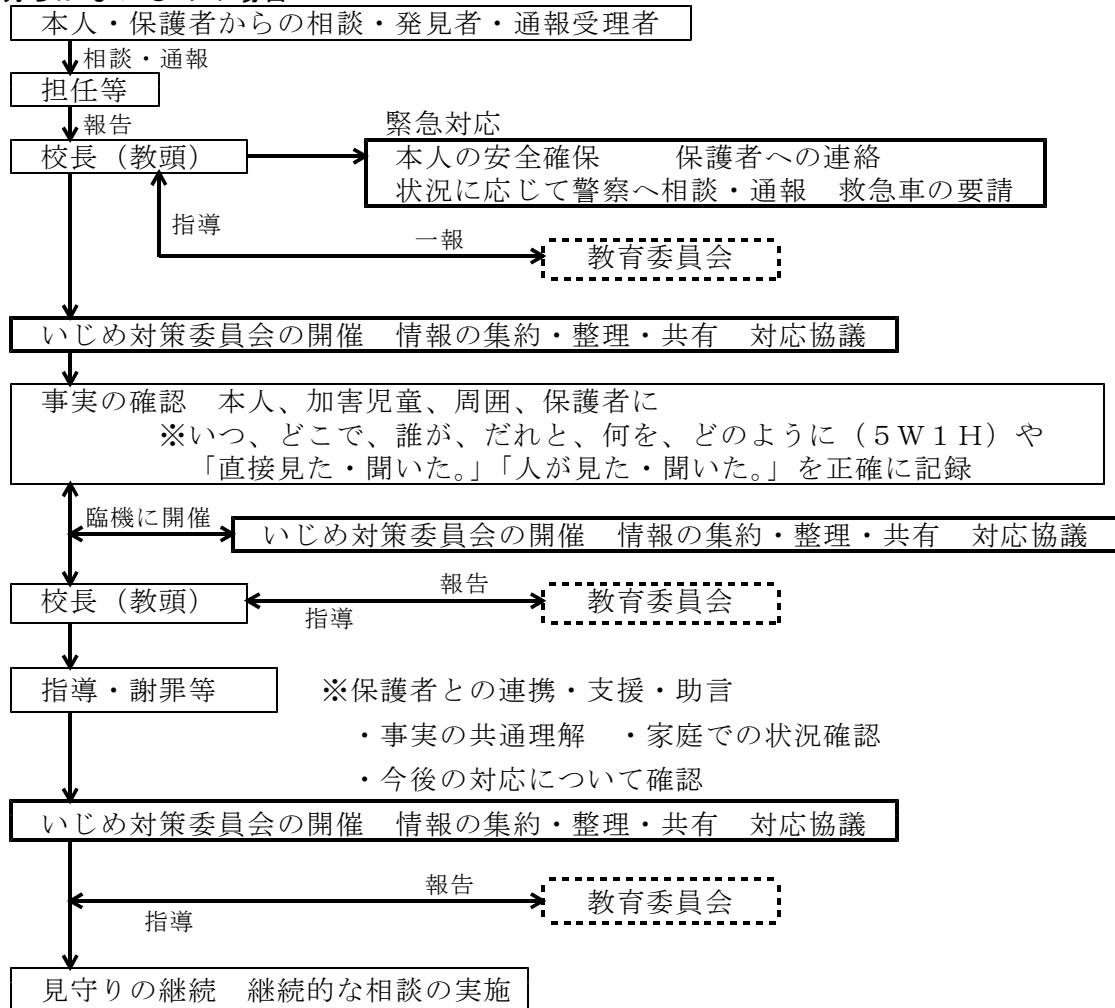 本人・保護者からの相談・発見者・通報受理者
相談・通報
担任等
報告
緊急対応
校長（教頭）
本人の安全確保　　保護者への連絡
状況に応じて警察へ相談・通報　救急車の要請
指導
一報
教育委員会
いじめ対策委員会の開催　情報の集約・整理・共有　対応協議
事実の確認　本人、加害児童、周囲、保護者に
※いつ、どこで、誰が、だれと、何を、どのように（５Ｗ１Ｈ）や
「直接見た・聞いた。」「人が見た・聞いた。」を正確に記録
臨機に開催
いじめ対策委員会の開催　情報の集約・整理・共有　対応協議
報告
校長（教頭）
教育委員会
指導
指導・謝罪等
※保護者との連携・支援・助言
・事実の共通理解　・家庭での状況確認
・今後の対応について確認
いじめ対策委員会の開催　情報の集約・整理・共有　対応協議
報告
教育委員会
指導
見守りの継続　継続的な相談の実施